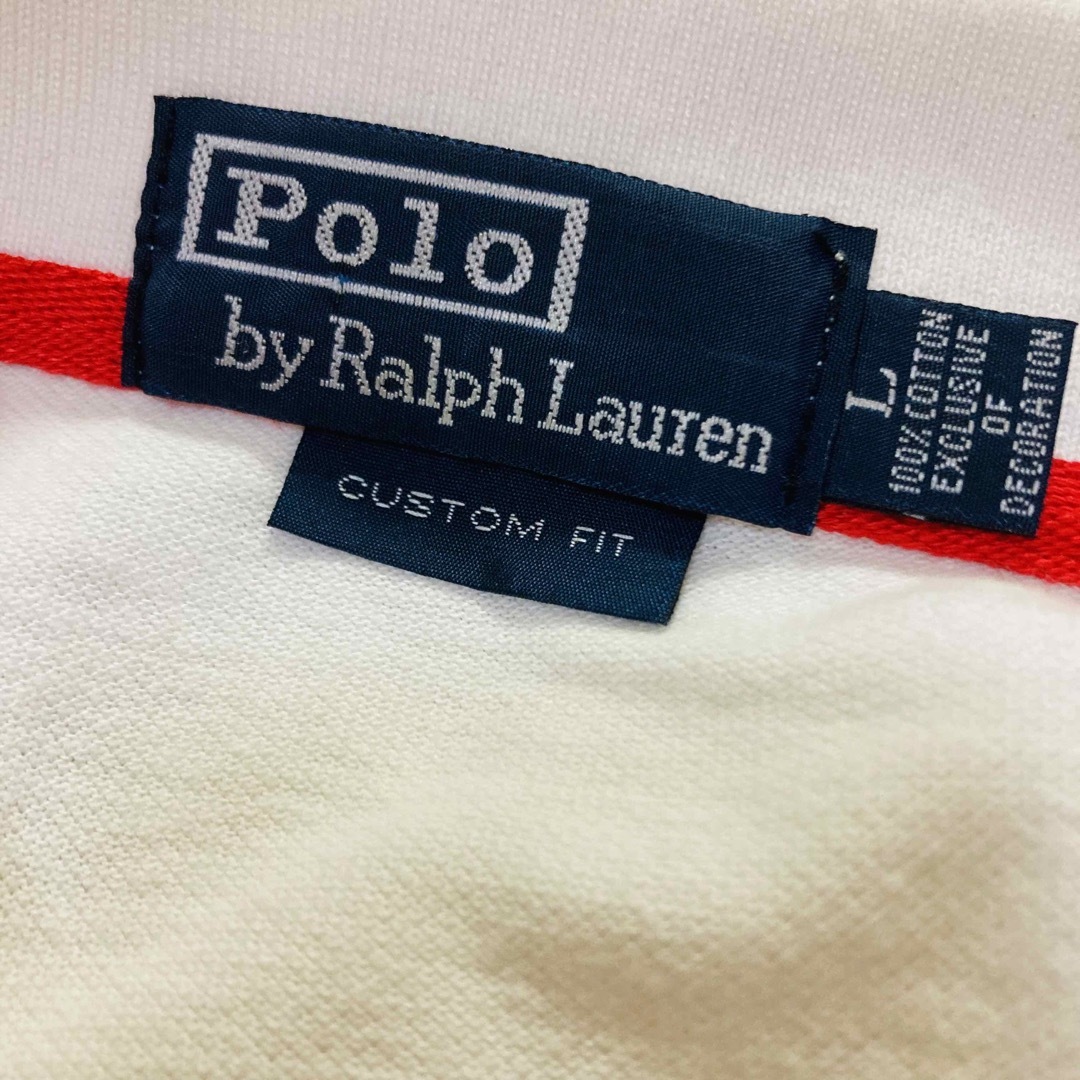 Polo
by Ralph Lauren
CUSTOM FIT
L
100% COTTON
EXCLUSIVE
OF
DECORATION